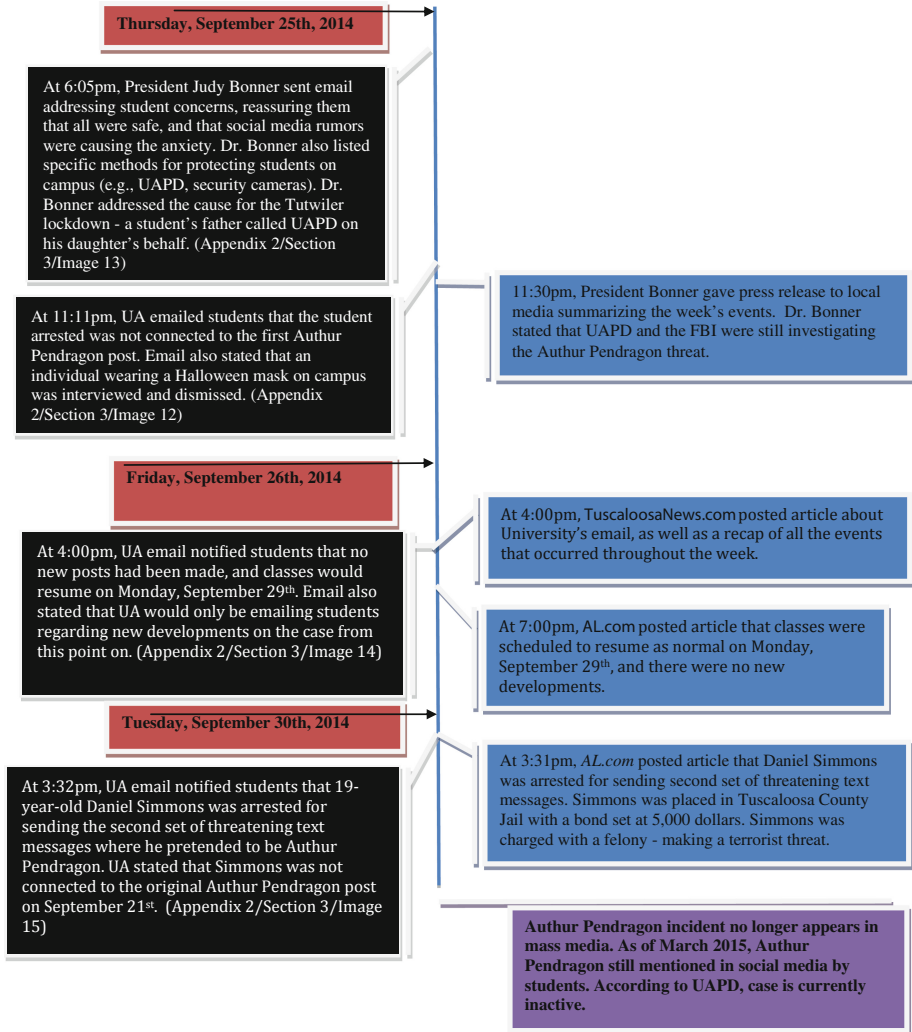 Thursday, September 25th, 2014
At 6:05pm, President Judy Bonner sent email
addressing student concerns, reassuring them
that all were safe, and that social media rumors
were causing the anxiety. Dr. Bonner also listed
specific methods for protecting students on
campus (e.g., UAPD, security cameras). Dr.
Bonner addressed the cause for the Tutwiler
lockdown - a student's father called UAPD on
his daughter's behalf. (Appendix 2/Section
3/Image 13)
11:30pm, President Bonner gave press release to local
media summarizing the week's events.  Dr. Bonner
stated that UAPD and the FBI were still investigating
the Authur Pendragon threat.
At 11:11pm, UA emailed students that the student
arrested was not connected to the first Authur
Pendragon post. Email also stated that an
individual wearing a Halloween mask on campus
was interviewed and dismissed. (Appendix
2/Section 3/Image 12)
Friday, September 26th, 2014
At 4:00pm, TuscaloosaNews.com posted article about
University's email, as well as a recap of all the events
that occurred throughout the week.
At 4:00pm, UA email notified students that no
new posts had been made, and classes would
resume on Monday, September 29th. Email also
stated that UA would only be emailing students
regarding new developments on the case from
this point on. (Appendix 2/Section 3/Image 14)
At 7:00pm, AL.com posted article that classes were
scheduled to resume as normal on Monday,
September 29th, and there were no new
developments.
Tuesday, September 30th, 2014
At 3:31pm, AL.com posted article that Daniel Simmons
was arrested for sending second set of threatening text
messages. Simmons was placed in Tuscaloosa County
Jail with a bond set at 5,000 dollars. Simmons was
charged with a felony - making a terrorist threat.
At 3:32pm, UA email notified students that 19-
year-old Daniel Simmons was arrested for
sending the second set of threatening text
messages where he pretended to be Authur
Pendragon. UA stated that Simmons was not
connected to the original Authur Pendragon post
on September 21st.  (Appendix 2/Section 3/Image
15)
Authur Pendragon incident no longer appears in
mass media. As of March 2015, Authur
Pendragon still mentioned in social media by
students. According to UAPD, case is currently
inactive.